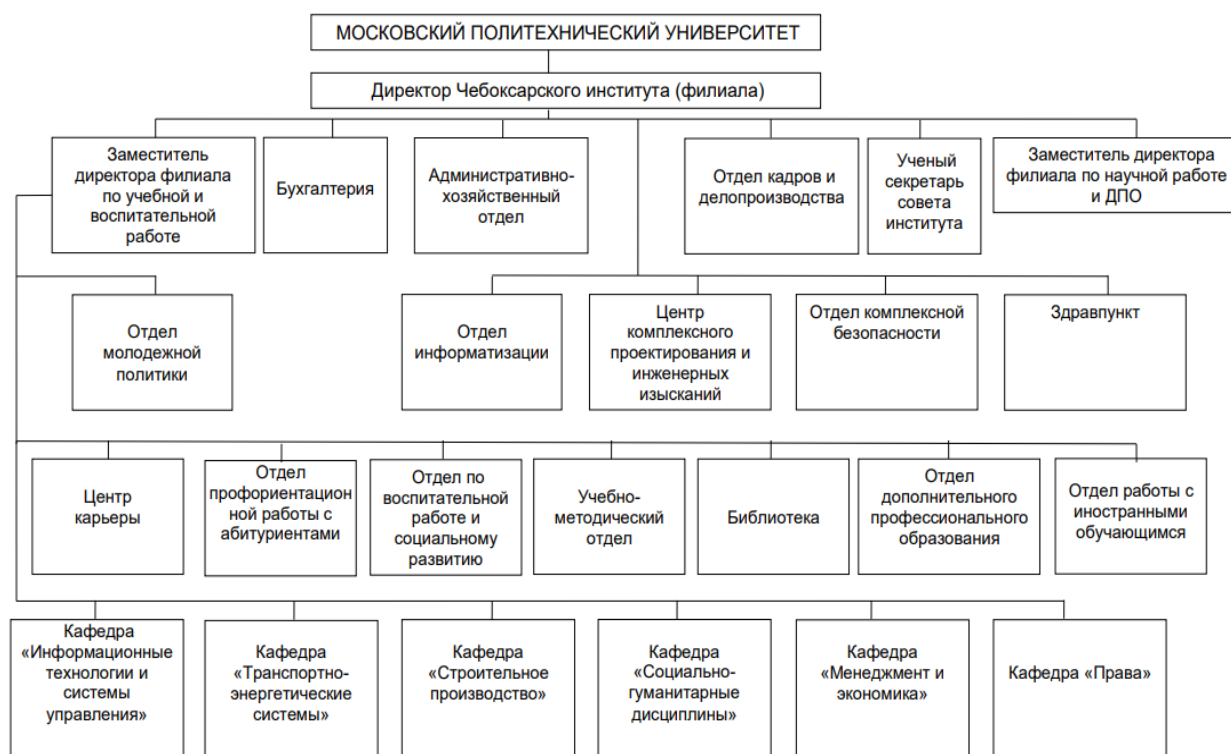 МОСКОВСКИЙ ПОЛИТЕХНИЧЕСКИЙ УНИВЕРСИТЕТ
Директор Чебоксарского института (филиала)
Заместитель
директора филиала
по учебной и
воспитательной
работе
Бухгалтерия
Административно-
хозяйственный
отдел
Отдел кадров и
делопроизводства
Ученый
секретарь
совета
института
Заместитель директора
филиала по научной работе
и ДПО
Отдел
молодежной
политики
Отдел
информатизации
Центр
комплексного
проектирования и
инженерных
изысканий
Отдел комплексной
безопасности
Здравпункт
Центр
карьеры
Отдел
профориентацион
ной работы с
абитуриентами
Отдел по
воспитательной
работе и
социальному
развитию
Учебно-
методический
отдел
Библиотека
Отдел
дополнительного
профессионального
образования
Отдел работы с
иностранными
обучающимся
Кафедра
«Информационные
технологии и
системы
управления»
Кафедра
«Транспортно-
энергетические
системы»
Кафедра
«Строительное
производство»
Кафедра
«Социально-
гуманитарные
дисциплины»
Кафедра
«Менеджмент и
экономика»
Кафедра «Права»